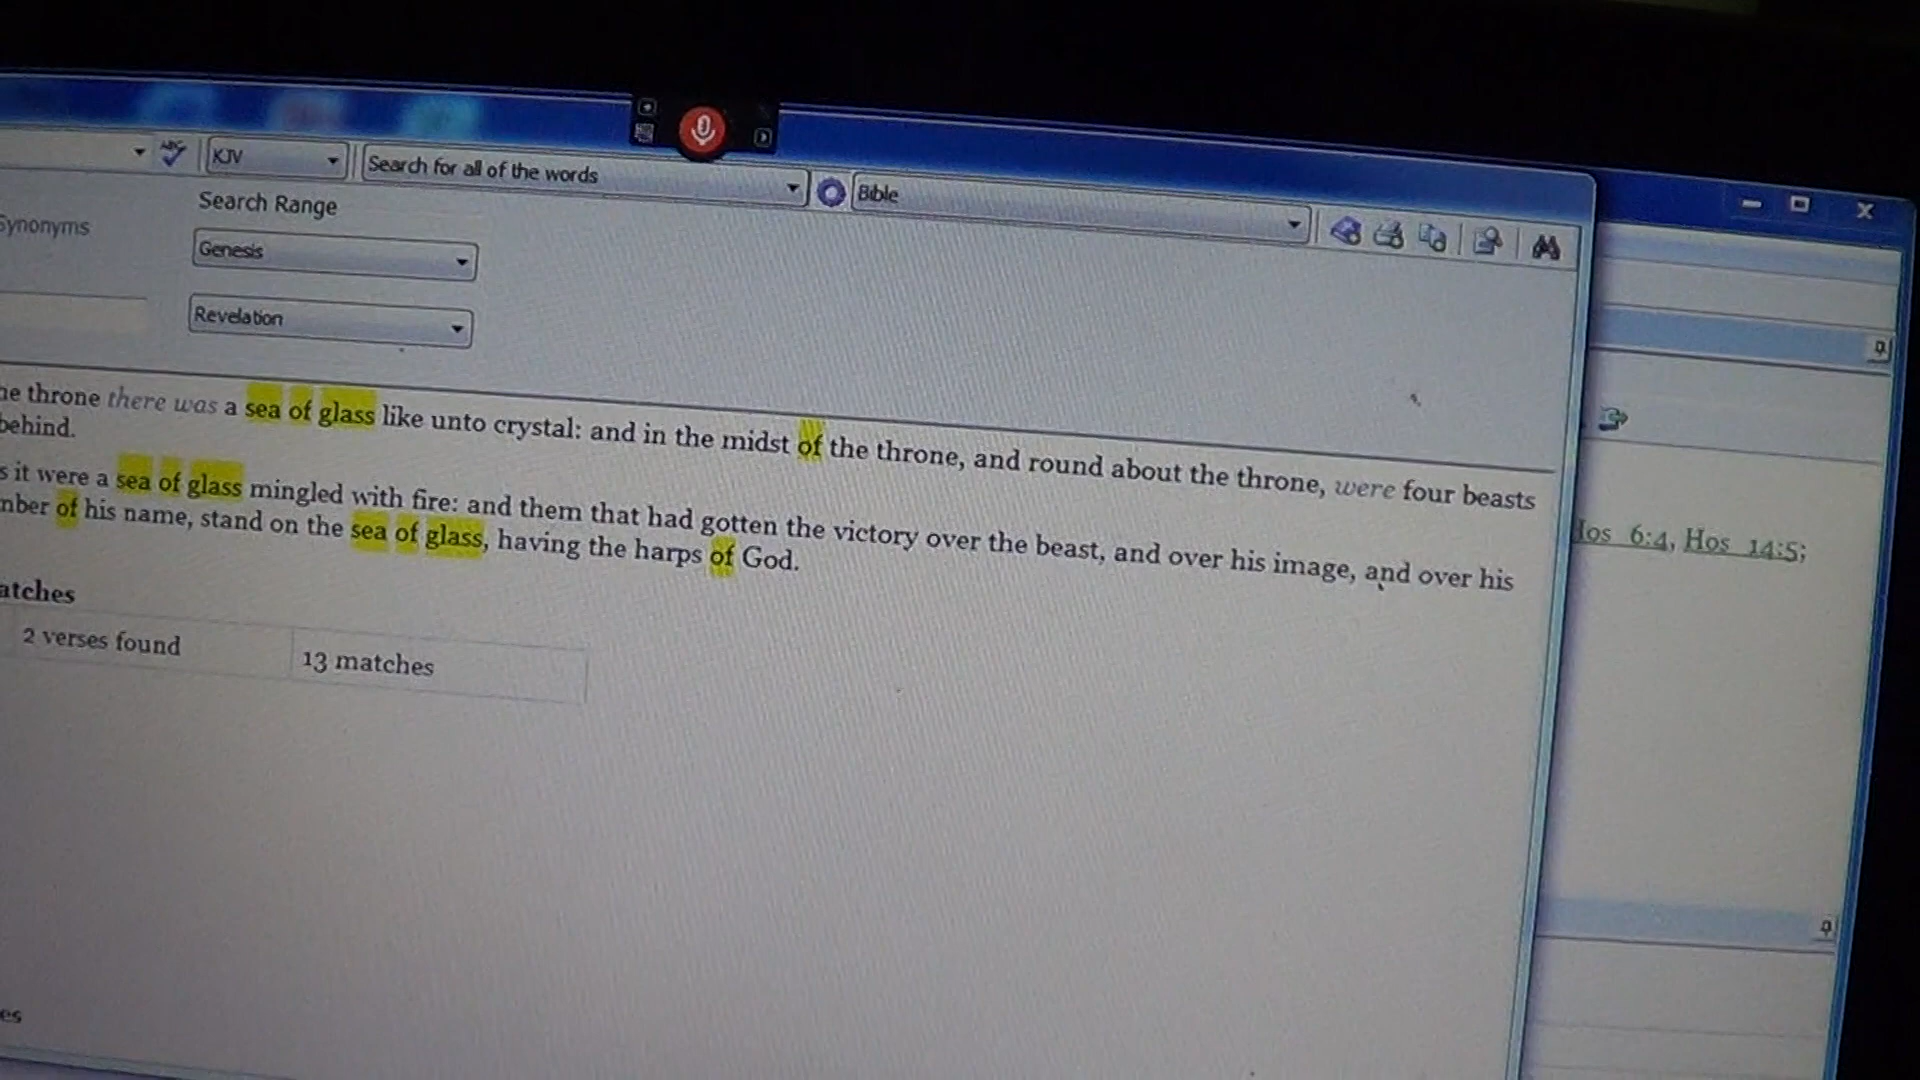 ABC
KJV
Search for all of the words
Bible
Synonyms
Search Range
Genesis
Revelation
he throne there was a sea of glass like unto crystal: and in the midst of the throne, and round about the throne, were four beasts
behind.
s it were a sea of glass mingled with fire: and them that had gotten the victory over the beast, and over his image, and over his
mber of his name, stand on the sea of glass, having the harps of God.
atches
2 verses found
13 matches
Hos 6:4, Hos 14:5;
es